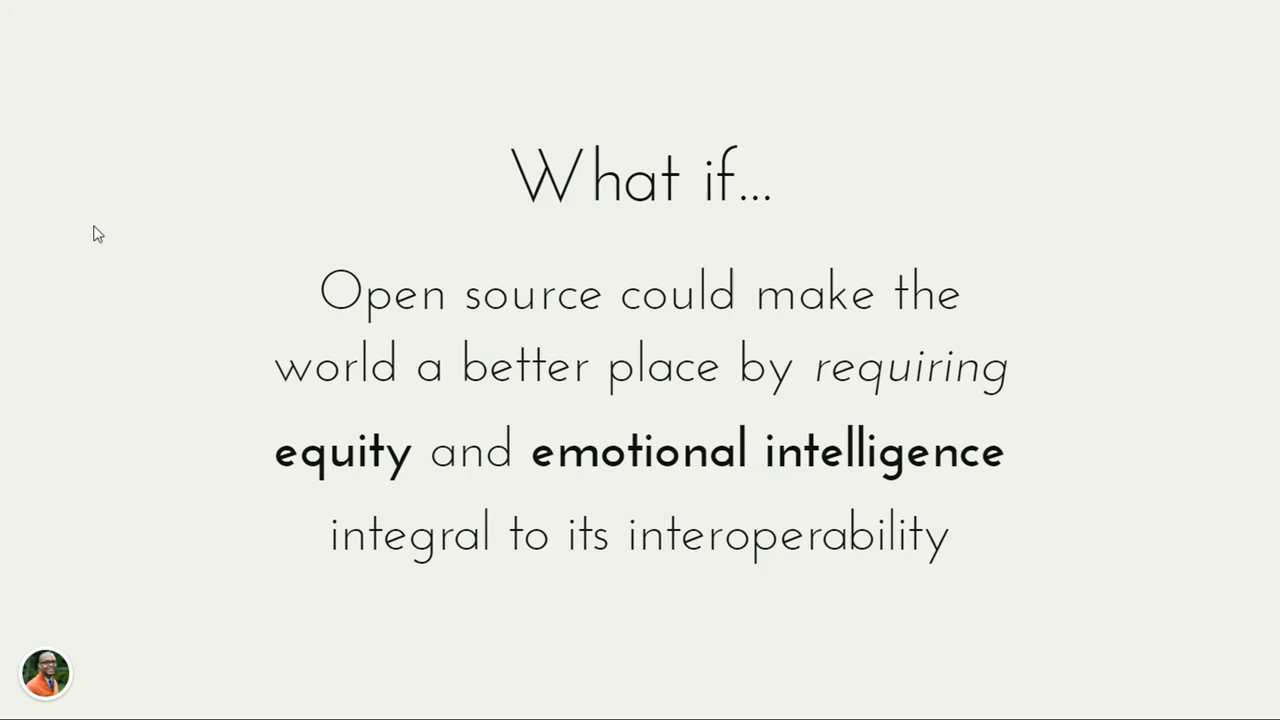 What if...
Open source could make the
world a better place by requiring
equity and emotional intelligence
integral to its interoperability